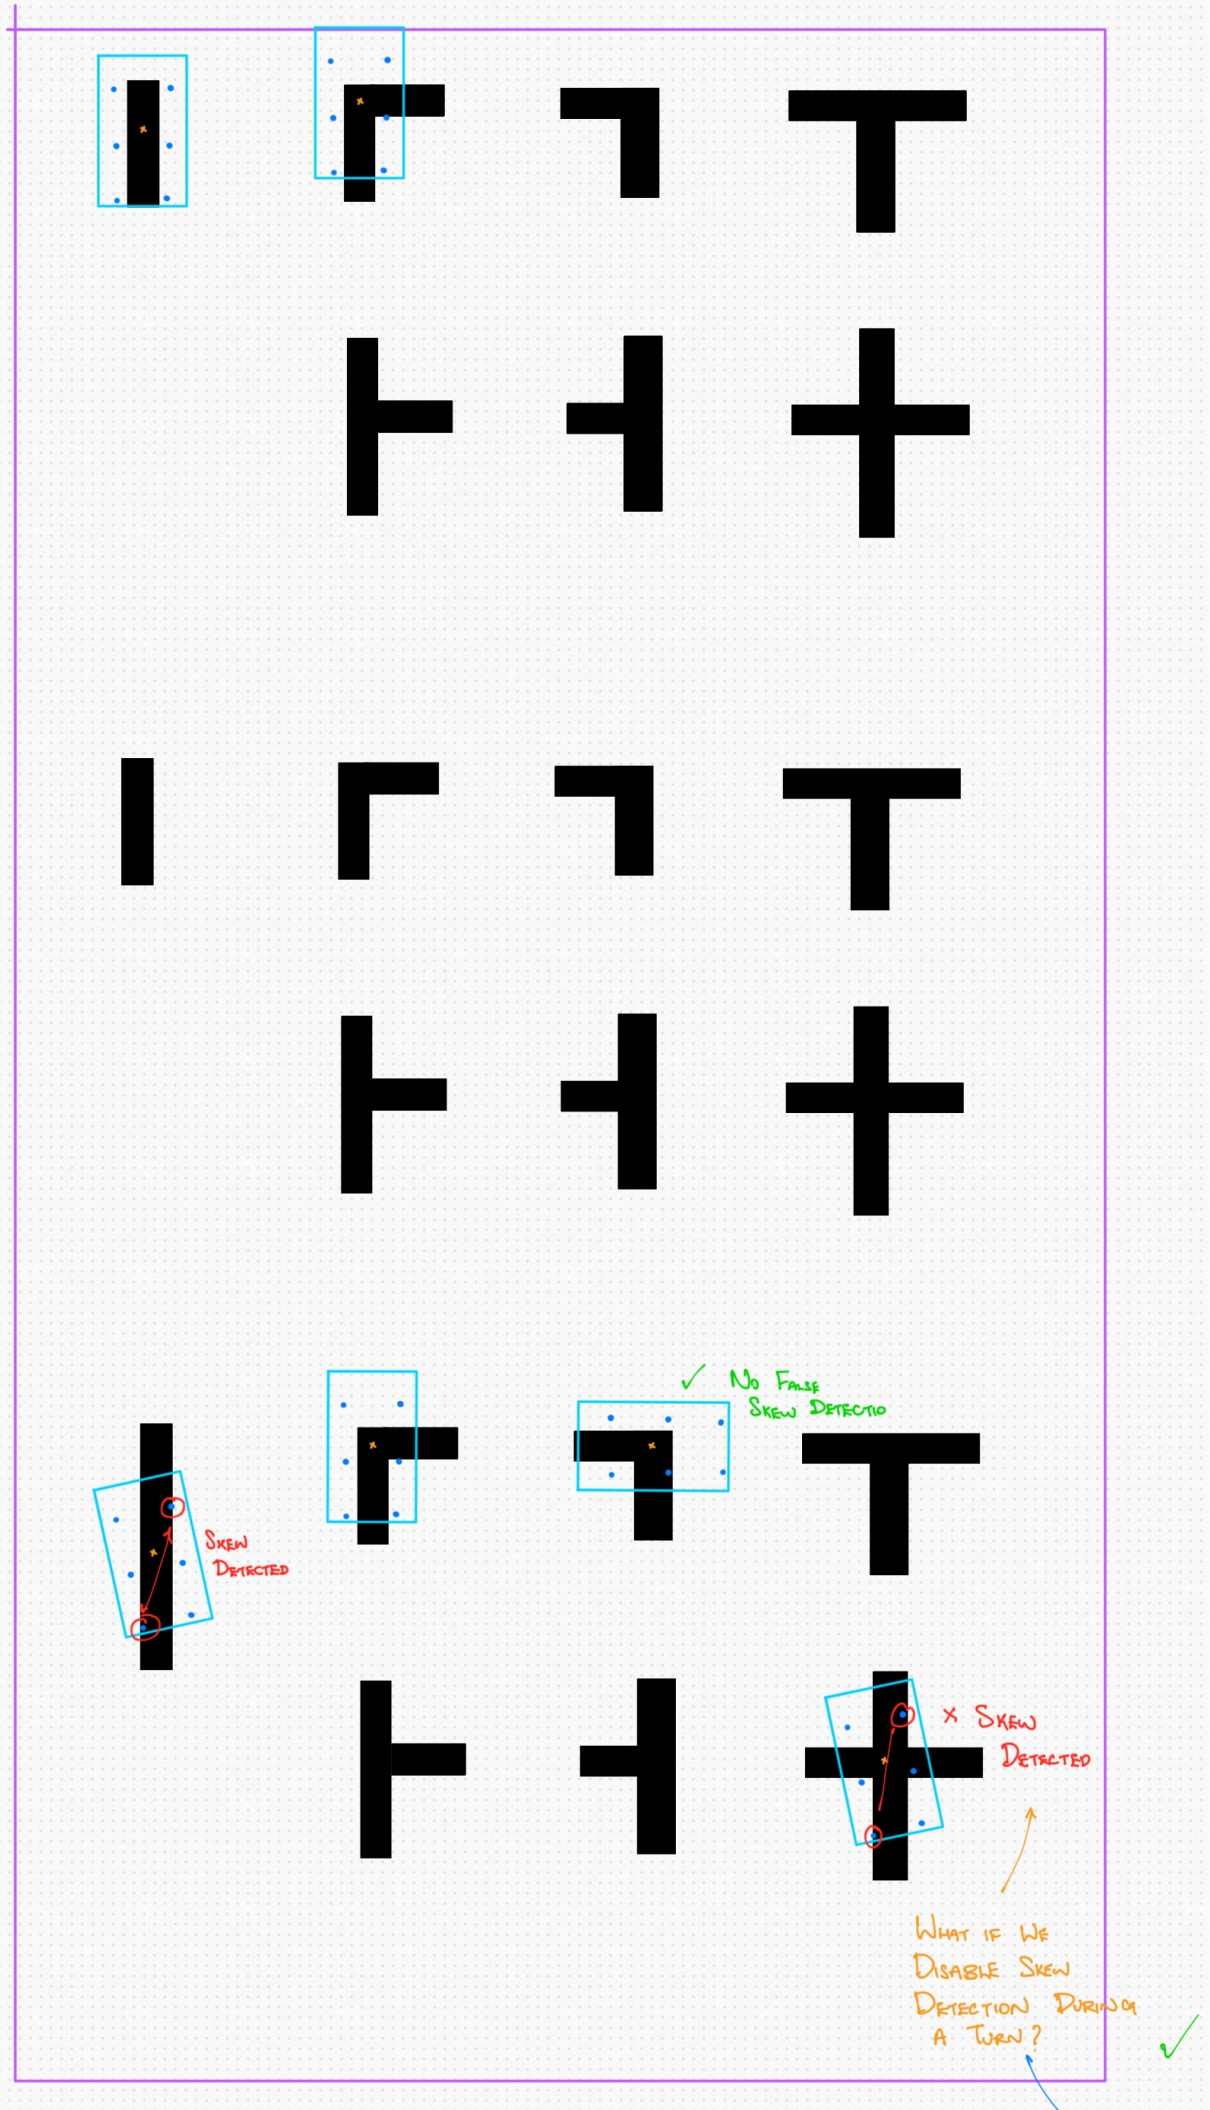 ✓ No False
Skew Detectio
Skew
Detected
× Skew
Detected
What if We
Disable Skew
Detection During
a Turn?
✓